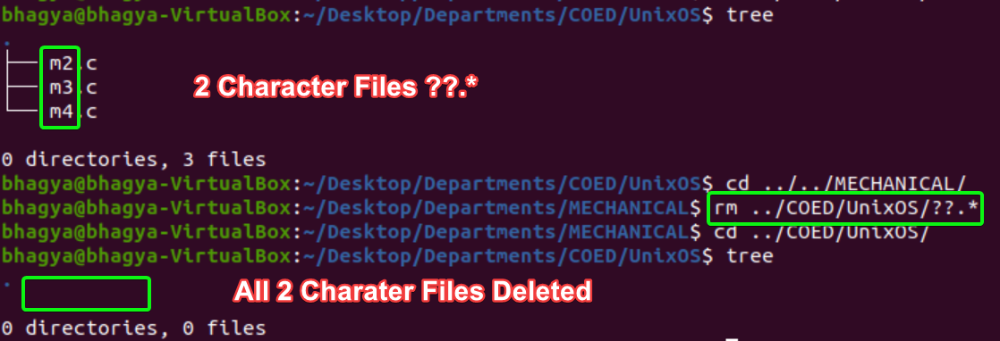 bhagya@bhagya-VirtualBox:~/Desktop/Departments/COED/UnixOS$ tree
.
├── m2.c
├── m3.c
└── m4.c
2 Character Files ??.*
0 directories, 3 files
bhagya@bhagya-VirtualBox:~/Desktop/Departments/COED/UnixOS$ cd ../../MECHANICAL/
bhagya@bhagya-VirtualBox:~/Desktop/Departments/MECHANICAL$ rm ../COED/UnixOS/??.*
bhagya@bhagya-VirtualBox:~/Desktop/Departments/MECHANICAL$ cd ../COED/UnixOS/
bhagya@bhagya-VirtualBox:~/Desktop/Departments/COED/UnixOS$ tree
.
All 2 Charater Files Deleted
0 directories, 0 files